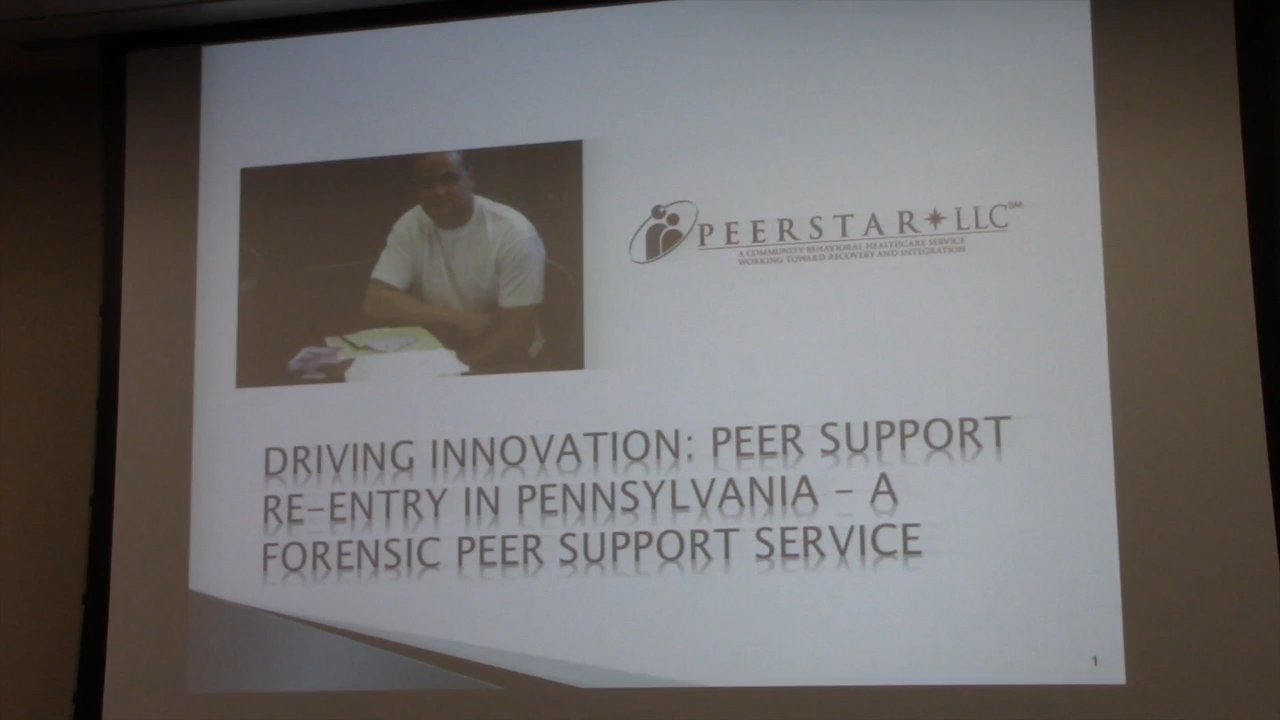 PEERSTAR LLC SM
A COMMUNITY BEHAVIORAL HEALTHCARE SERVICE
WORKING TOWARD RECOVERY AND INTEGRATION
DRIVING INNOVATION: PEER SUPPORT
RE-ENTRY IN PENNSYLVANIA – A
FORENSIC PEER SUPPORT SERVICE
1